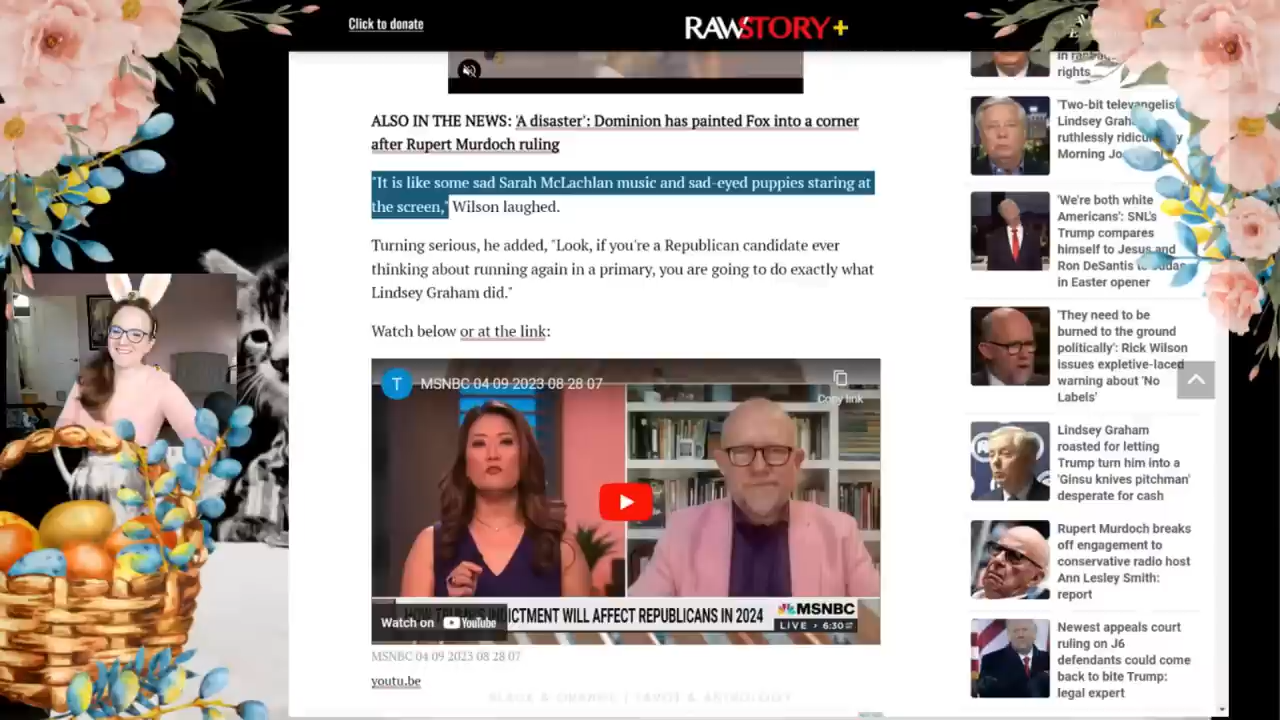 Click to donate
RAWSTORY+
ALSO IN THE NEWS: 'A disaster': Dominion has painted Fox into a corner
after Rupert Murdoch ruling
"It is like some sad Sarah McLachlan music and sad-eyed puppies staring at
the screen," Wilson laughed.
Turning serious, he added, "Look, if you're a Republican candidate ever
thinking about running again in a primary, you are going to do exactly what
Lindsey Graham did."
Watch below or at the link:
T
MSNBC 04 09 2023 08 28 07
Copy link
HOW TRUMP'S INDICTMENT WILL AFFECT REPUBLICANS IN 2024
MSNBC
LIVE 6:30
Watch on YouTube
MSNBC 04 09 2023 08 28 07
youtu.be
rights
'Two-bit televangelist'
Lindsey
ruthlessly
Morning
'We're both white
Americans': SNL's
Trump compares
himself to Jesus and
Ron DeSantis to Judas
in Easter opener
'They need to be
burned to the ground
politically': Rick Wilson
issues expletive-laced
warning about 'No
Labels'
Lindsey Graham
roasted for letting
Trump turn him into a
'Ginsu knives pitchman'
desperate for cash
Rupert Murdoch breaks
off engagement to
conservative radio host
Ann Lesley Smith:
report
Newest appeals court
ruling on J6
defendants could come
back to bite Trump:
legal expert